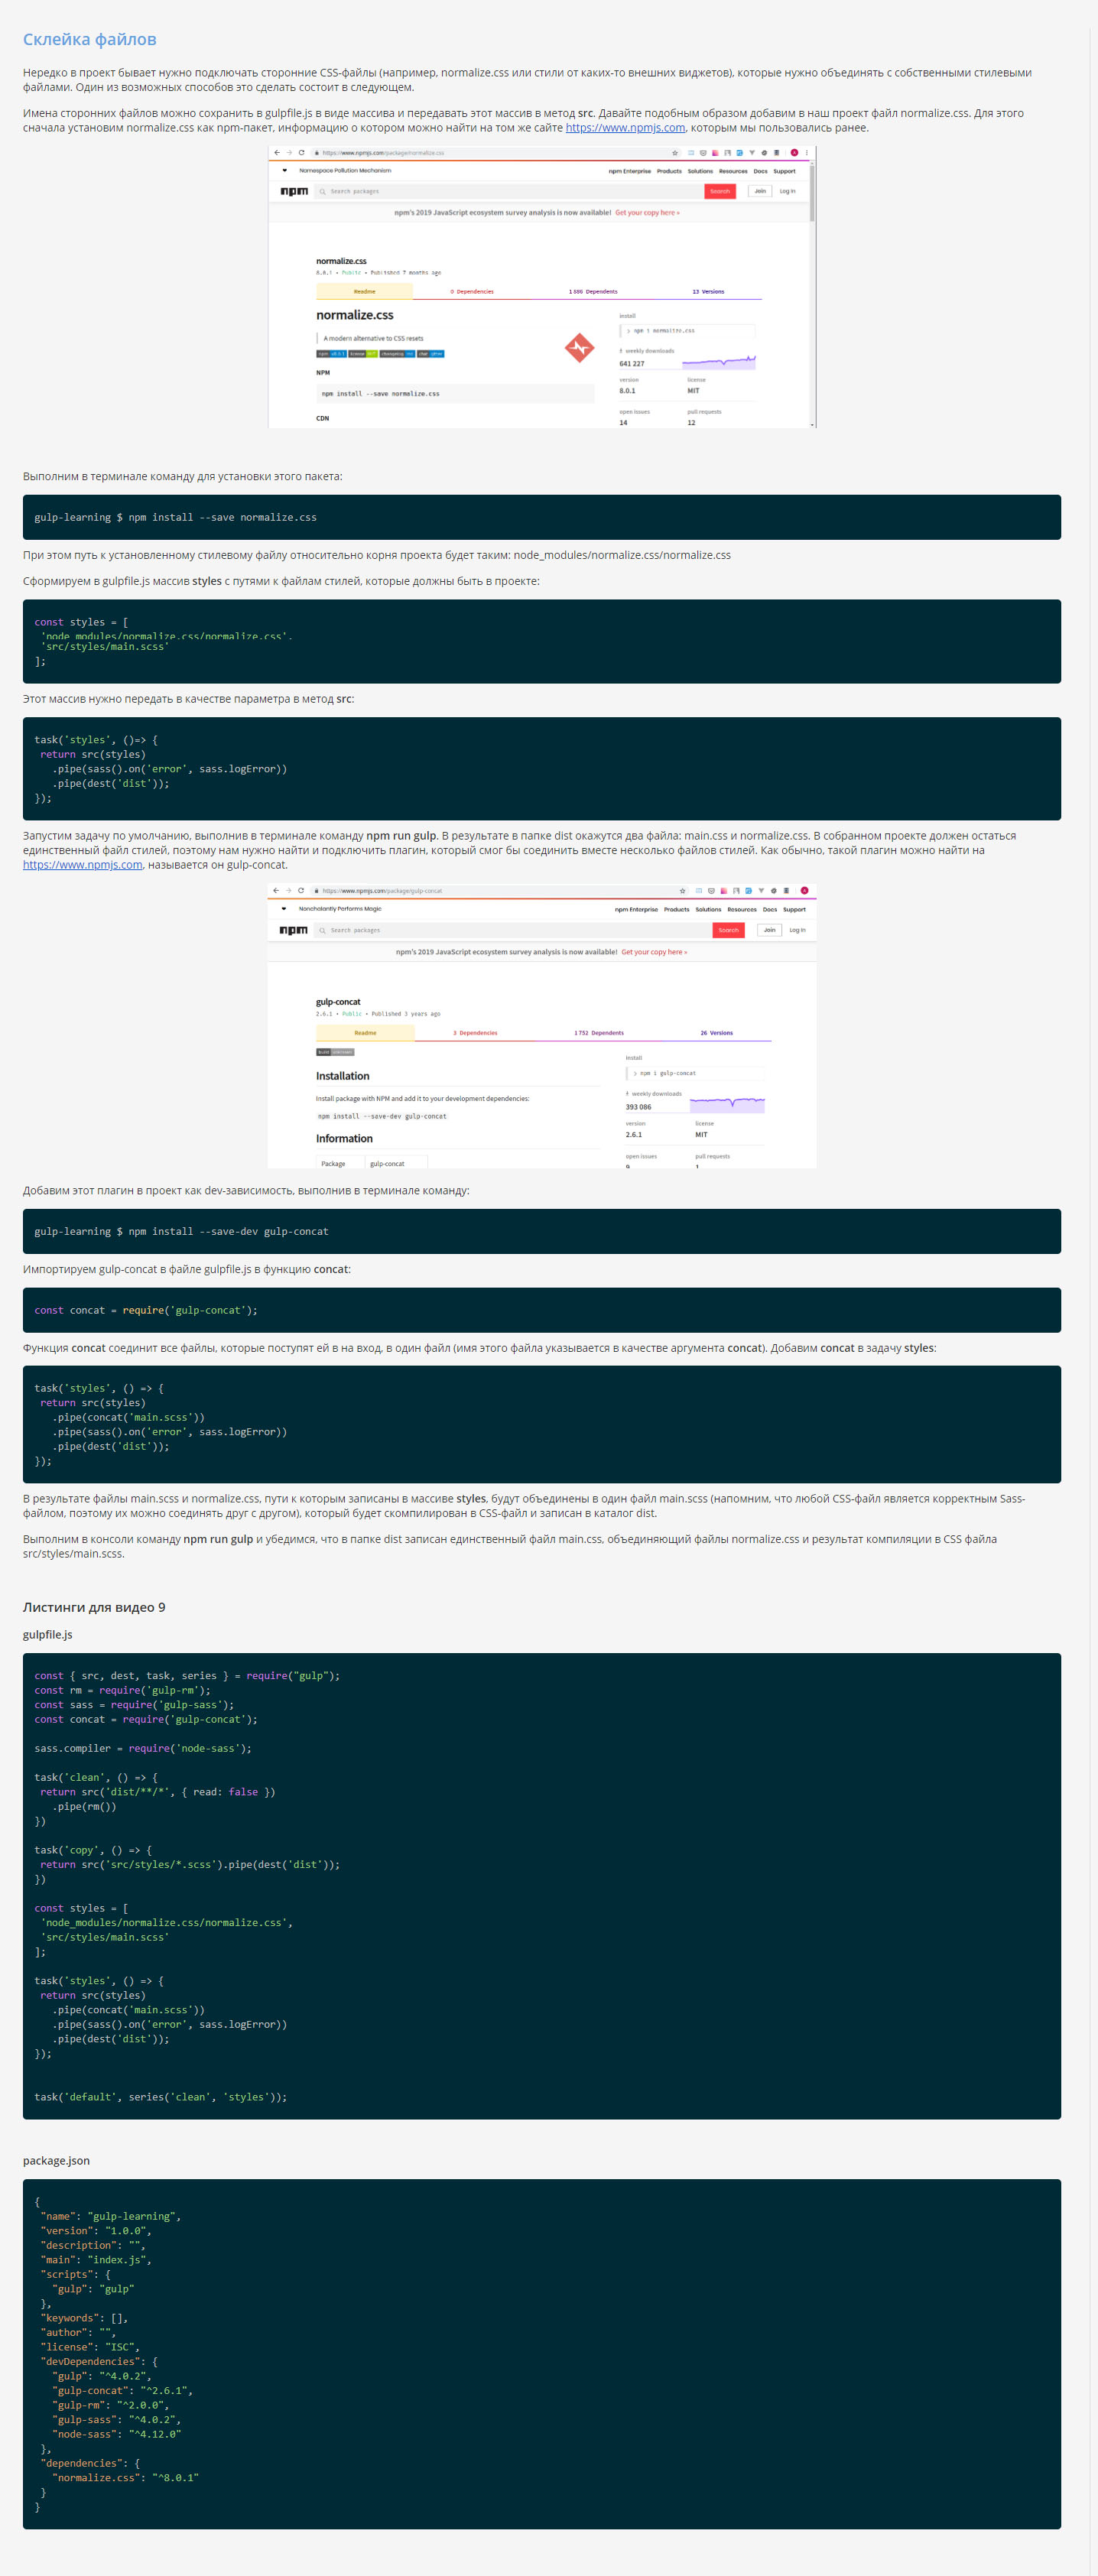 Склейка файлов
Нередко в проект бывает нужно подключать сторонние CSS-файлы (например, normalize.css или стили от каких-то внешних виджетов), которые нужно объединять с собственными стилевыми
файлами. Один из возможных способов это сделать состоит в следующем.
Имена сторонних файлов можно сохранить в gulpfile.js в виде массива и передавать этот массив в метод src. Давайте подобным образом добавим в наш проект файл normalize.css. Для этого
сначала установим normalize.css как npm-пакет, информацию о котором можно найти на том же сайте https://www.npmjs.com, которым мы пользовались ранее.
https://www.npmjs.com/package/normalize.css
Namespace Pollution Mechanism
npm Enterprise Products Solutions Resources Docs Support
npm Search packages Search Join Log In
npm's 2019 JavaScript ecosystem survey analysis is now available! Get your copy here »
normalize.css
8.0.1 • Public • Published 7 months ago
Readme 0 Dependencies 1 698 Dependents 13 Versions
normalize.css
install
A modern alternative to CSS resets
> npm i normalize.css
weekly downloads
641 227
NPM
version license
npm install --save normalize.css
8.0.1 MIT
open issues pull requests
CDN
14 12
Выполним в терминале команду для установки этого пакета:
gulp-learning $ npm install --save normalize.css
При этом путь к установленному стилевому файлу относительно корня проекта будет таким: node_modules/normalize.css/normalize.css
Сформируем в gulpfile.js массив styles с путями к файлам стилей, которые должны быть в проекте:
const styles = [
'node_modules/normalize.css/normalize.css',
'src/styles/main.scss'
];
Этот массив нужно передать в качестве параметра в метод src:
task('styles', ()=> {
return src(styles)
.pipe(sass().on('error', sass.logError))
.pipe(dest('dist'));
});
Запустим задачу по умолчанию, выполнив в терминале команду npm run gulp. В результате в папке dist окажутся два файла: main.css и normalize.css. В собранном проекте должен остаться
единственный файл стилей, поэтому нам нужно найти и подключить плагин, который смог бы соединить вместе несколько файлов стилей. Как обычно, такой плагин можно найти на
https://www.npmjs.com, называется он gulp-concat.
https://www.npmjs.com/package/gulp-concat
Nonchalantly Performs Magic
npm Enterprise Products Solutions Resources Docs Support
npm Search packages Search Join Log In
npm's 2019 JavaScript ecosystem survey analysis is now available! Get your copy here »
gulp-concat
2.6.1 • Public • Published 3 years ago
Readme 3 Dependencies 1 752 Dependents 26 Versions
install
Installation
> npm i gulp-concat
Install package with NPM and add it to your development dependencies:
weekly downloads
393 086
npm install --save-dev gulp-concat
version license
2.6.1 MIT
Information
open issues pull requests
Package gulp-concat
9 1
Добавим этот плагин в проект как dev-зависимость, выполнив в терминале команду:
gulp-learning $ npm install --save-dev gulp-concat
Импортируем gulp-concat в файле gulpfile.js в функцию concat:
const concat = require('gulp-concat');
Функция concat соединит все файлы, которые поступят ей в на вход, в один файл (имя этого файла указывается в качестве аргумента concat). Добавим concat в задачу styles:
task('styles', () => {
return src(styles)
.pipe(concat('main.scss'))
.pipe(sass().on('error', sass.logError))
.pipe(dest('dist'));
});
В результате файлы main.scss и normalize.css, пути к которым записаны в массиве styles, будут объединены в один файл main.scss (напомним, что любой CSS-файл является корректным Sass-
файлом, поэтому их можно соединять друг с другом), который будет скомпилирован в CSS-файл и записан в каталог dist.
Выполним в консоли команду npm run gulp и убедимся, что в папке dist записан единственный файл main.css, объединяющий файлы normalize.css и результат компиляции в CSS файла
src/styles/main.scss.
Листинги для видео 9
gulpfile.js
const { src, dest, task, series } = require("gulp");
const rm = require('gulp-rm');
const sass = require('gulp-sass');
const concat = require('gulp-concat');
sass.compiler = require('node-sass');
task('clean', () => {
return src('dist/**/*', { read: false })
.pipe(rm())
})
task('copy', () => {
return src('src/styles/*.scss').pipe(dest('dist'));
})
const styles = [
'node_modules/normalize.css/normalize.css',
'src/styles/main.scss'
];
task('styles', () => {
return src(styles)
.pipe(concat('main.scss'))
.pipe(sass().on('error', sass.logError))
.pipe(dest('dist'));
});
task('default', series('clean', 'styles'));
package.json
{
"name": "gulp-learning",
"version": "1.0.0",
"description": "",
"main": "index.js",
"scripts": {
"gulp": "gulp"
},
"keywords": [],
"author": "",
"license": "ISC",
"devDependencies": {
"gulp": "^4.0.2",
"gulp-concat": "^2.6.1",
"gulp-rm": "^2.0.0",
"gulp-sass": "^4.0.2",
"node-sass": "^4.12.0"
},
"dependencies": {
"normalize.css": "^8.0.1"
}
}